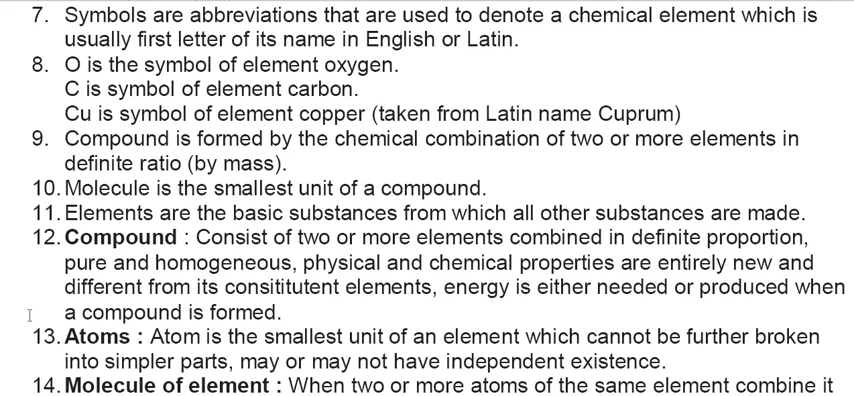 7. Symbols are abbreviations that are used to denote a chemical element which is
usually first letter of its name in English or Latin.
8. O is the symbol of element oxygen.
C is symbol of element carbon.
Cu is symbol of element copper (taken from Latin name Cuprum)
9. Compound is formed by the chemical combination of two or more elements in
definite ratio (by mass).
10. Molecule is the smallest unit of a compound.
11. Elements are the basic substances from which all other substances are made.
12. Compound : Consist of two or more elements combined in definite proportion,
pure and homogeneous, physical and chemical properties are entirely new and
different from its consititutent elements, energy is either needed or produced when
a compound is formed.
13. Atoms : Atom is the smallest unit of an element which cannot be further broken
into simpler parts, may or may not have independent existence.
14. Molecule of element : When two or more atoms of the same element combine it